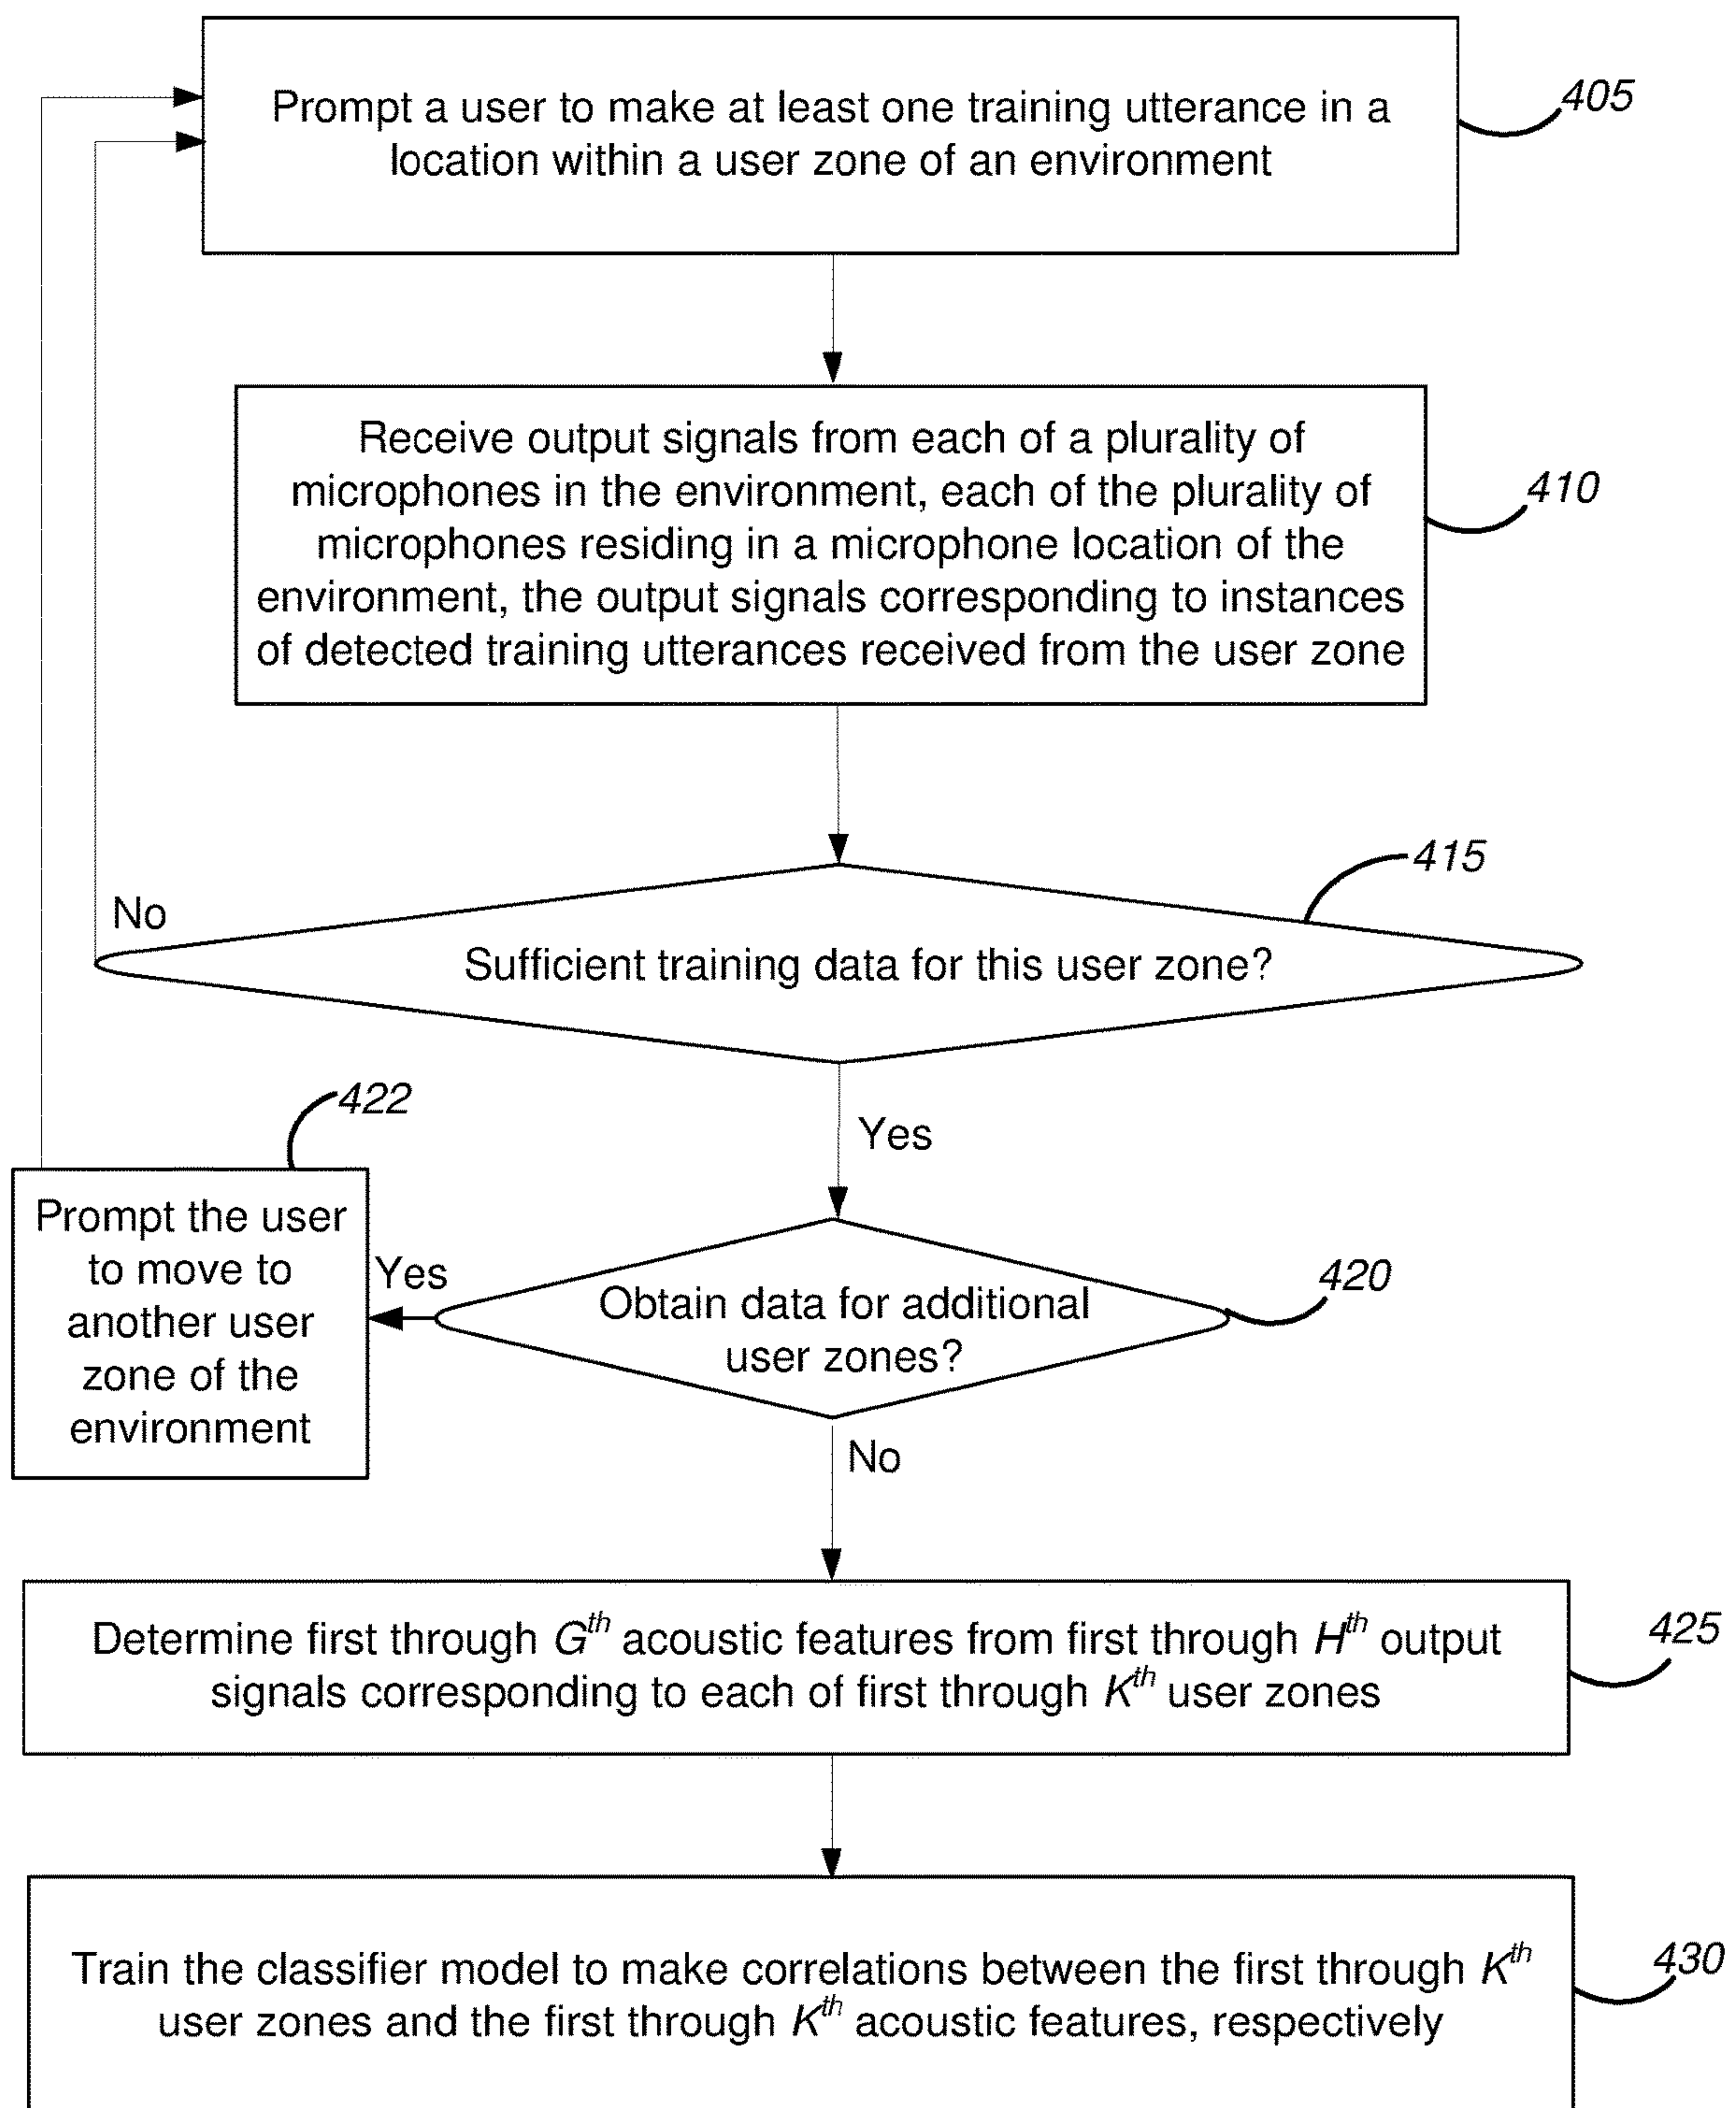 Prompt a user to make at least one training utterance in a
location within a user zone of an environment
405
Receive output signals from each of a plurality of
microphones in the environment, each of the plurality of
microphones residing in a microphone location of the
environment, the output signals corresponding to instances
of detected training utterances received from the user zone
410
415
No
Sufficient training data for this user zone?
Yes
422
Prompt the user
to move to
another user
zone of the
environment
Yes
Obtain data for additional
user zones?
420
No
Determine first through G^th acoustic features from first through H^th output
signals corresponding to each of first through K^th user zones
425
Train the classifier model to make correlations between the first through K^th
user zones and the first through K^th acoustic features, respectively
430